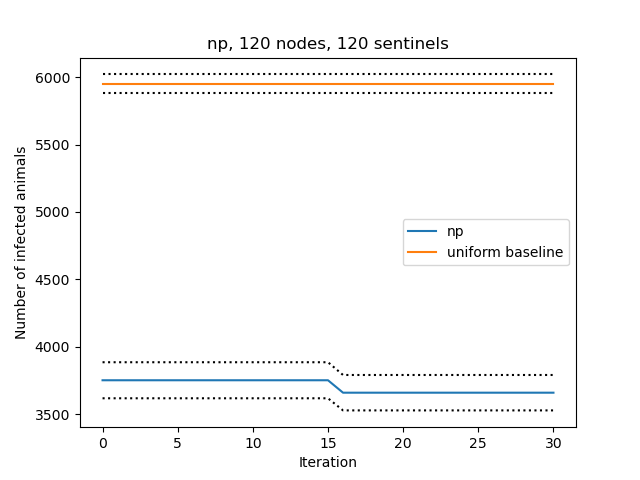 np, 120 nodes, 120 sentinels
Number of infected animals
6000
5500
5000
4500
4000
3500
np
uniform baseline
0 5 10 15 20 25 30
Iteration